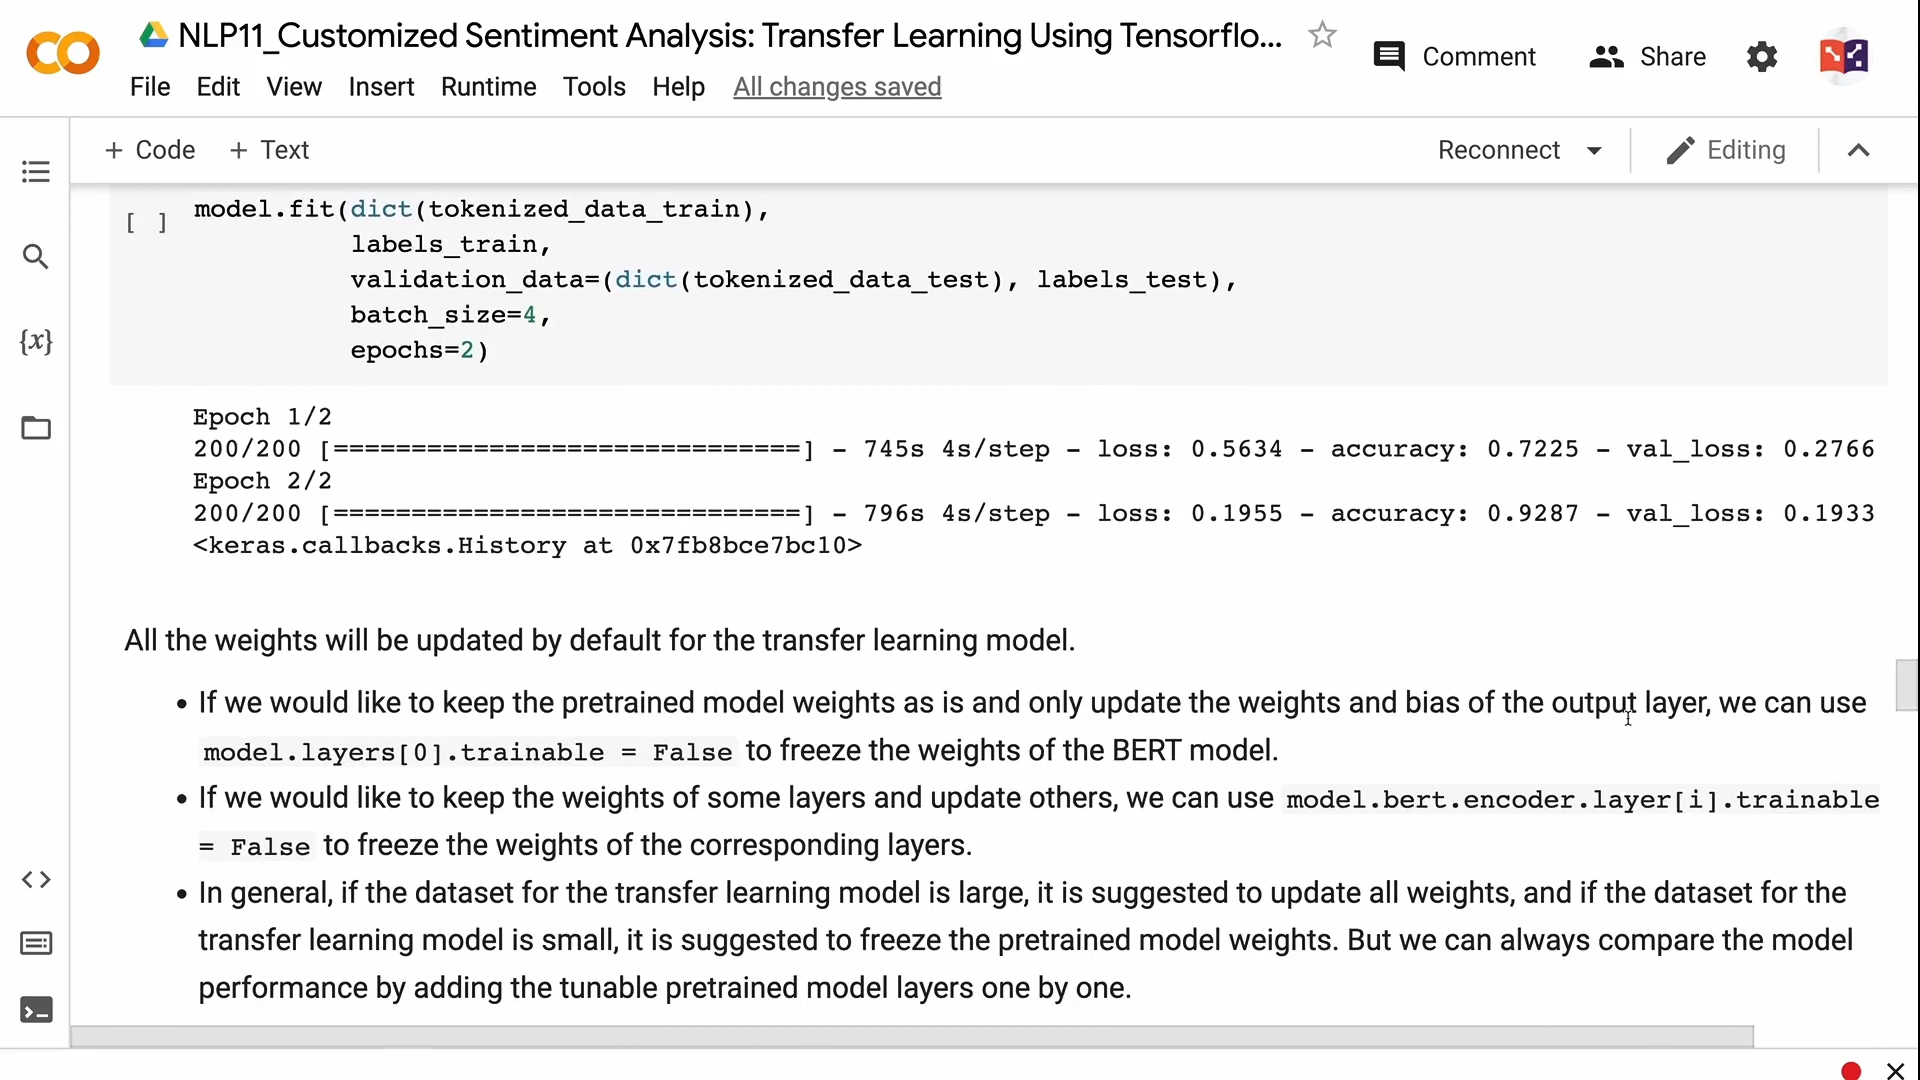 NLP11_Customized Sentiment Analysis: Transfer Learning Using Tensorflo...
Comment
Share
File Edit View Insert Runtime Tools Help All changes saved
+ Code + Text
Reconnect
Editing
{x}
[ ] model.fit(dict(tokenized_data_train),
labels_train,
validation_data=(dict(tokenized_data_test), labels_test),
batch_size=4,
epochs=2)
Epoch 1/2
200/200 [==============================] - 745s 4s/step - loss: 0.5634 - accuracy: 0.7225 - val_loss: 0.2766
Epoch 2/2
200/200 [==============================] - 796s 4s/step - loss: 0.1955 - accuracy: 0.9287 - val_loss: 0.1933
<keras.callbacks.History at 0x7fb8bce7bc10>
All the weights will be updated by default for the transfer learning model.
• If we would like to keep the pretrained model weights as is and only update the weights and bias of the output layer, we can use
model.layers[0].trainable = False to freeze the weights of the BERT model.
• If we would like to keep the weights of some layers and update others, we can use model.bert.encoder.layer[i].trainable
= False to freeze the weights of the corresponding layers.
• In general, if the dataset for the transfer learning model is large, it is suggested to update all weights, and if the dataset for the
transfer learning model is small, it is suggested to freeze the pretrained model weights. But we can always compare the model
performance by adding the tunable pretrained model layers one by one.